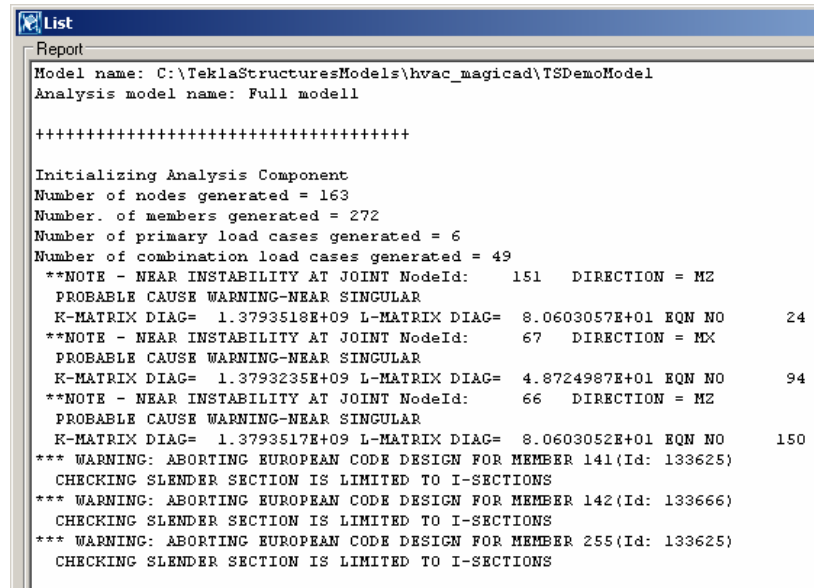 List
Report
Model name: C:\TeklaStructuresModels\hvac_magicad\TSDemoModel
Analysis model name: Full modell
+++++++++++++++++++++++++++++++++++++
Initializing Analysis Component
Number of nodes generated = 163
Number. of members generated = 272
Number of primary load cases generated = 6
Number of combination load cases generated = 49
**NOTE - NEAR INSTABILITY AT JOINT NodeId: 151 DIRECTION = MZ
PROBABLE CAUSE WARNING-NEAR SINGULAR
K-MATRIX DIAG= 1.3793518E+09 L-MATRIX DIAG= 8.0603057E+01 EQN NO 24
**NOTE - NEAR INSTABILITY AT JOINT NodeId: 67 DIRECTION = MX
PROBABLE CAUSE WARNING-NEAR SINGULAR
K-MATRIX DIAG= 1.3793235E+09 L-MATRIX DIAG= 4.8724987E+01 EQN NO 94
**NOTE - NEAR INSTABILITY AT JOINT NodeId: 66 DIRECTION = MZ
PROBABLE CAUSE WARNING-NEAR SINGULAR
K-MATRIX DIAG= 1.3793517E+09 L-MATRIX DIAG= 8.0603052E+01 EQN NO 150
*** WARNING: ABORTING EUROPEAN CODE DESIGN FOR MEMBER 141(Id: 133625)
CHECKING SLENDER SECTION IS LIMITED TO I-SECTIONS
*** WARNING: ABORTING EUROPEAN CODE DESIGN FOR MEMBER 142(Id: 133666)
CHECKING SLENDER SECTION IS LIMITED TO I-SECTIONS
*** WARNING: ABORTING EUROPEAN CODE DESIGN FOR MEMBER 255(Id: 133625)
CHECKING SLENDER SECTION IS LIMITED TO I-SECTIONS